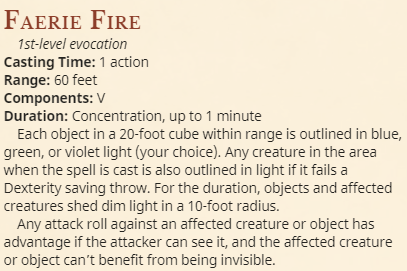 Faerie Fire
1st-level evocation
Casting Time: 1 action
Range: 60 feet
Components: V
Duration: Concentration, up to 1 minute
Each object in a 20-foot cube within range is outlined in blue,
green, or violet light (your choice). Any creature in the area
when the spell is cast is also outlined in light if it fails a
Dexterity saving throw. For the duration, objects and affected
creatures shed dim light in a 10-foot radius.
Any attack roll against an affected creature or object has
advantage if the attacker can see it, and the affected creature
or object can't benefit from being invisible.